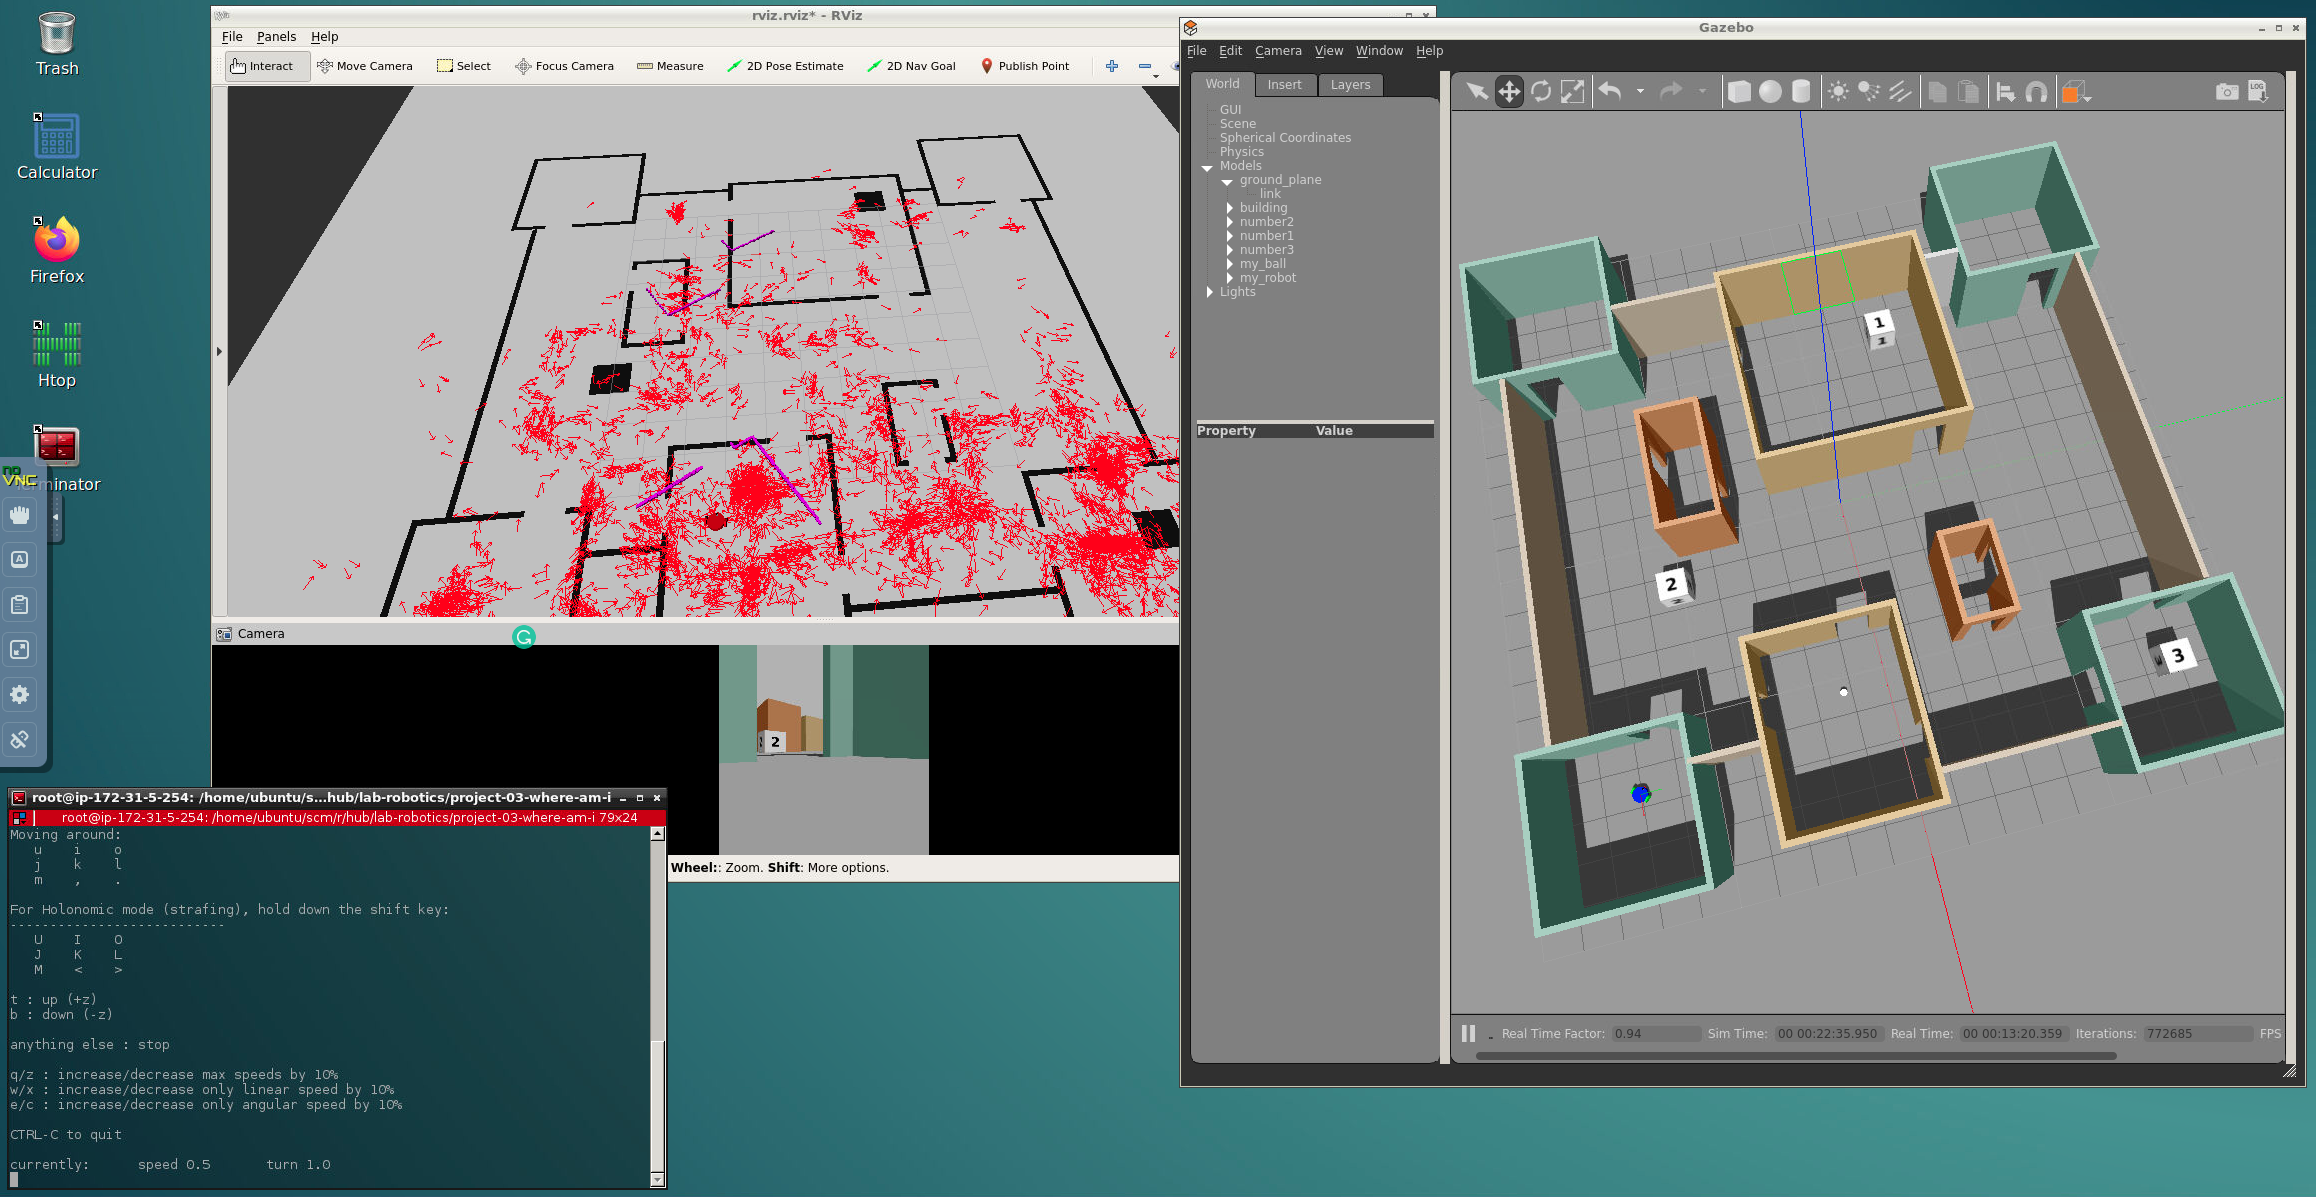 Trash
Calculator
Firefox
Htop
minator
no
VNC
A
rviz.rviz* - RViz
File Panels Help
Interact Move Camera Select Focus Camera Measure 2D Pose Estimate 2D Nav Goal Publish Point
Camera
2
Wheel:: Zoom. Shift: More options.
root@ip-172-31-5-254: /home/ubuntu/s...hub/lab-robotics/project-03-where-am-i
root@ip-172-31-5-254: /home/ubuntu/scm/r/hub/lab-robotics/project-03-where-am-i 79x24
Moving around:
u i o
j k l
m , .
For Holonomic mode (strafing), hold down the shift key:
---------------------------
U I O
J K L
M < >
t : up (+z)
b : down (-z)
anything else : stop
q/z : increase/decrease max speeds by 10%
w/x : increase/decrease only linear speed by 10%
e/c : increase/decrease only angular speed by 10%
CTRL-C to quit
currently: speed 0.5 turn 1.0
Gazebo
File Edit Camera View Window Help
World Insert Layers
GUI
Scene
Spherical Coordinates
Physics
Models
ground_plane
link
building
number2
number1
number3
my_ball
my_robot
Lights
Property Value
LOG
1
1
2
3
Real Time Factor: 0.94 Sim Time: 00 00:22:35.950 Real Time: 00 00:13:20.359 Iterations: 772685 FPS